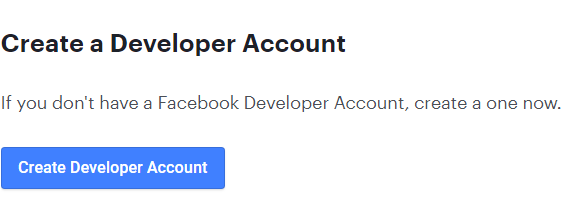 Create a Developer Account
If you don't have a Facebook Developer Account, create a one now.
Create Developer Account